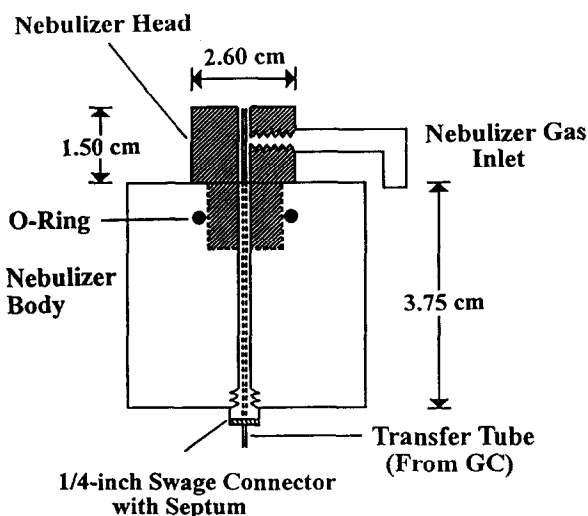 Nebulizer Head
2.60 cm
1.50 cm
Nebulizer Gas
Inlet
O-Ring
Nebulizer
Body
3.75 cm
Transfer Tube
(From GC)
1/4-inch Swage Connector
with Septum